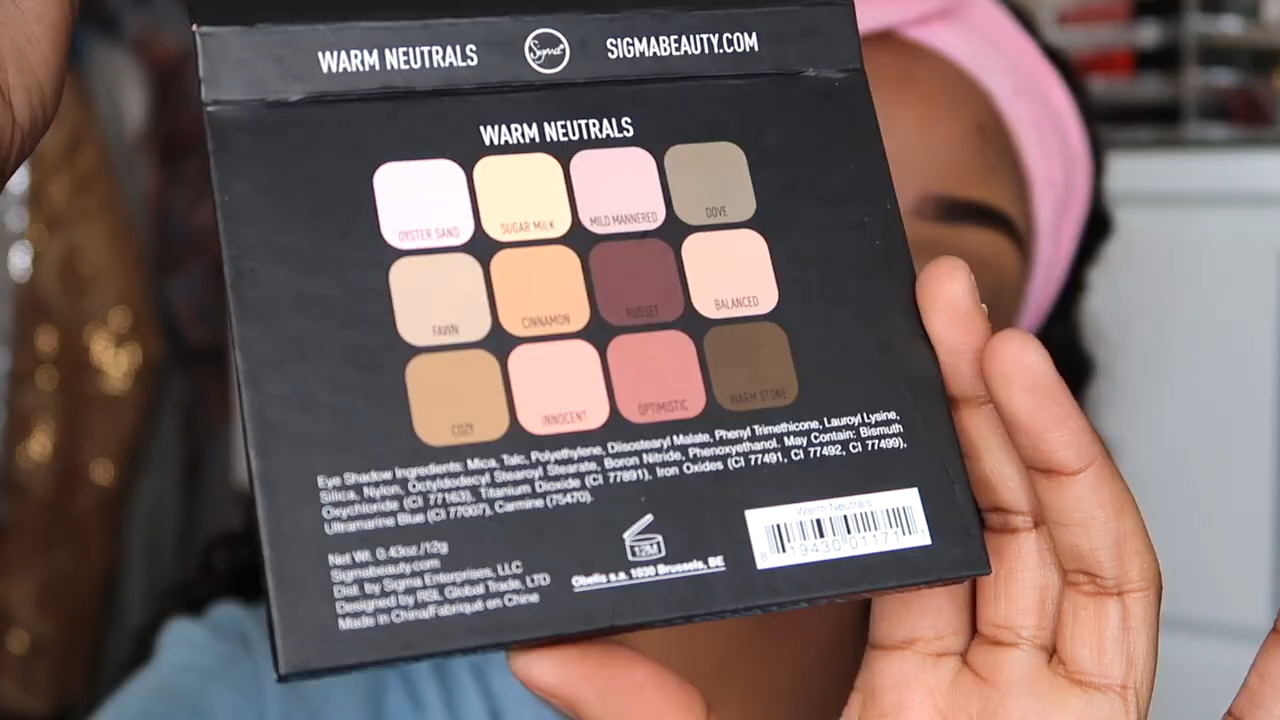 WARM NEUTRALS Sigma SIGMABEAUTY.COM
WARM NEUTRALS
OYSTER SAND SUGAR MILK MILD MANNERED DOVE
FAWN CINNAMON RUSSET BALANCED
COZY INNOCENT OPTIMISTIC WARM STONE
Eye Shadow Ingredients: Mica, Talc, Polyethylene, Diisostearyl Malate, Phenyl Trimethicone, Lauroyl Lysine,
Silica, Nylon, Octyldodecyl Stearoyl Stearate, Boron Nitride, Phenoxyethanol. May Contain: Bismuth
Oxychloride (CI 77163), Titanium Dioxide (CI 77891), Iron Oxides (CI 77491, CI 77492, CI 77499),
Ultramarine Blue (CI 77007), Carmine (75470).
Net Wt. 0.43oz./12g
Sigmabeauty.com
Dist. by Sigma Enterprises, LLC
Designed by RSL Global Trade, LTD
Made in China/Fabriqué en Chine
12M
Obelis s.a. 1030 Brussels, BE
Warm Neutrals
8 19430 01171 1